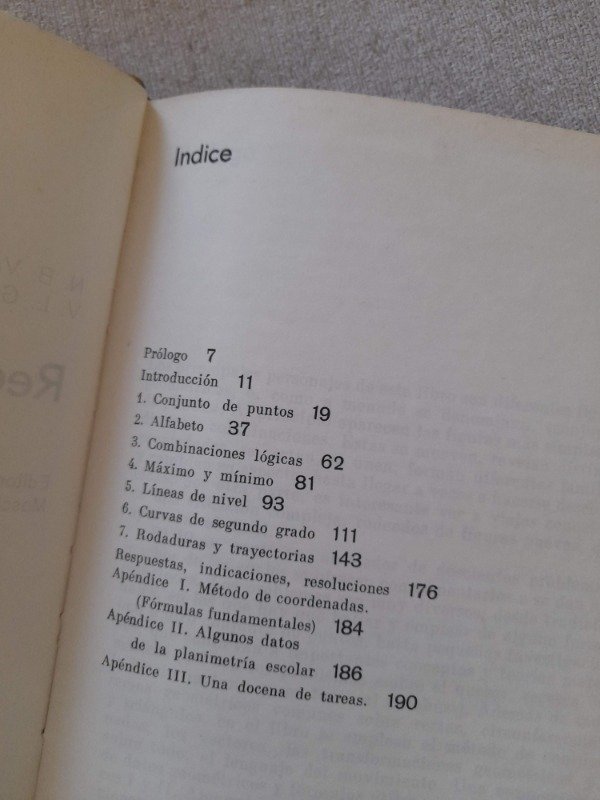 Indice
Prólogo 7
Introducción 11
1. Conjunto de puntos 19
2. Alfabeto 37
3. Combinaciones lógicas 62
4. Máximo y mínimo 81
5. Líneas de nivel 93
6. Curvas de segundo grado 111
7. Rodaduras y trayectorias 143
Respuestas, indicaciones, resoluciones 176
Apéndice I. Método de coordenadas.
(Fórmulas fundamentales) 184
Apéndice II. Algunos datos
de la planimetría escolar 186
Apéndice III. Una docena de tareas. 190